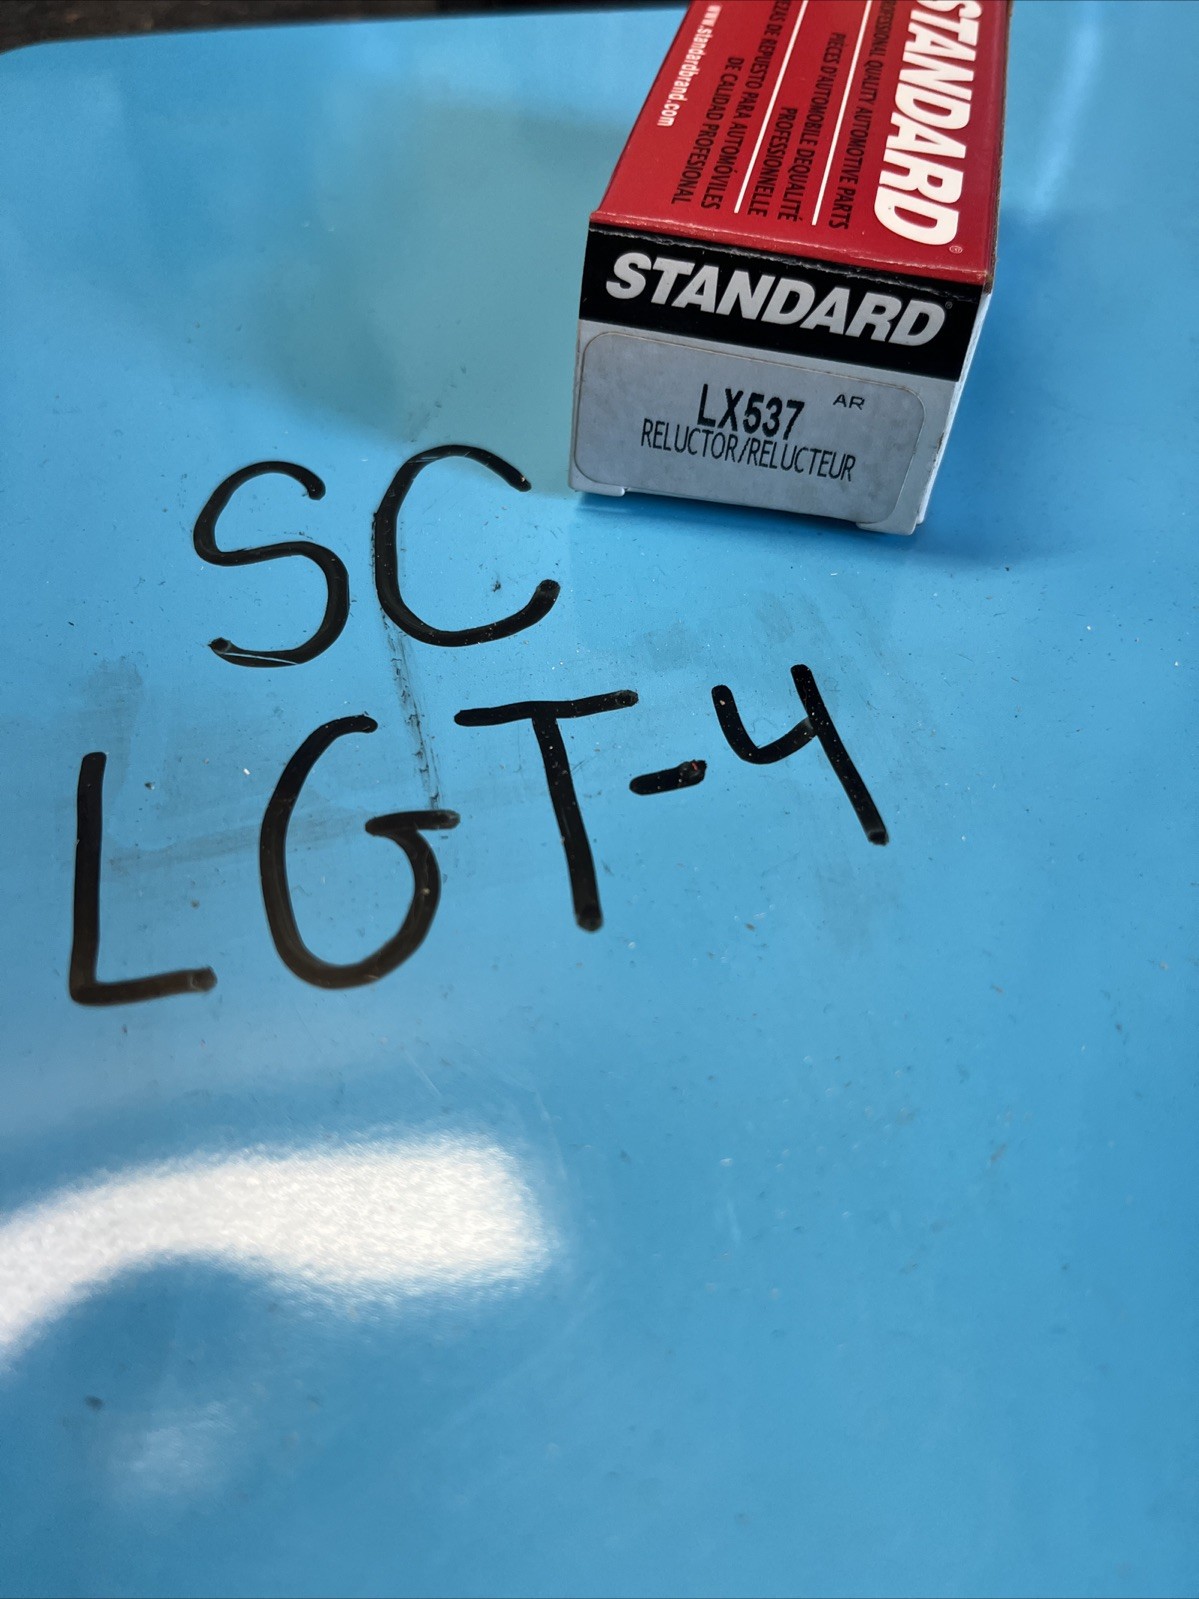 STANDARD®
PROFESSIONAL QUALITY AUTOMOTIVE PARTS
PIÈCES D'AUTOMOBILE DEQUALITÉ
PROFESSIONNELLE
DE REPUESTO PARA AUTOMÓVILES
DE CALIDAD PROFESIONAL
www.standardbrand.com
STANDARD®
LX537 AR
RELUCTOR/RELUCTEUR
SC
LGT-4